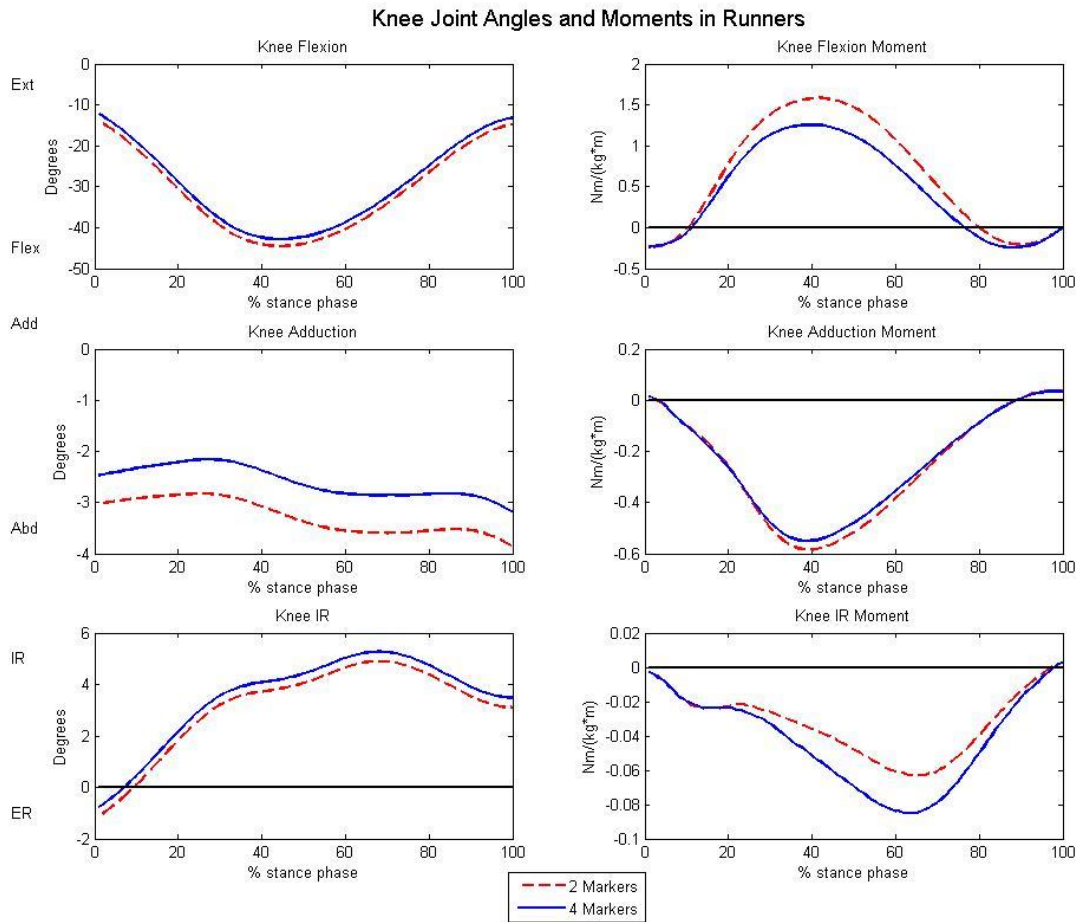 Knee Joint Angles and Moments in Runners
Knee Flexion
Ext
Flex
Degrees
0
-10
-20
-30
-40
-50
0 20 40 60 80 100
% stance phase
Knee Flexion Moment
Nm/(kg*m)
2
1.5
1
0.5
0
-0.5
0 20 40 60 80 100
% stance phase
Knee Adduction
Add
Abd
Degrees
0
-1
-2
-3
-4
0 20 40 60 80 100
% stance phase
Knee Adduction Moment
Nm/(kg*m)
0.2
0
-0.2
-0.4
-0.6
0 20 40 60 80 100
% stance phase
Knee IR
IR
ER
Degrees
6
4
2
0
-2
0 20 40 60 80 100
% stance phase
Knee IR Moment
Nm/(kg*m)
0.02
0
-0.02
-0.04
-0.06
-0.08
-0.1
0 20 40 60 80 100
% stance phase
2 Markers
4 Markers